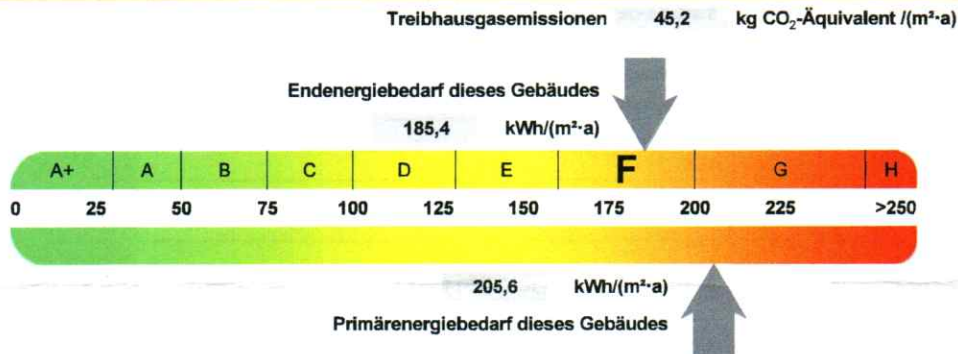 Treibhausgasemissionen 45,2 kg CO₂-Äquivalent /(m²·a)
Endenergiebedarf dieses Gebäudes
185,4 kWh/(m²·a)
A+ A B C D E F G H
0 25 50 75 100 125 150 175 200 225 >250
205,6 kWh/(m²·a)
Primärenergiebedarf dieses Gebäudes